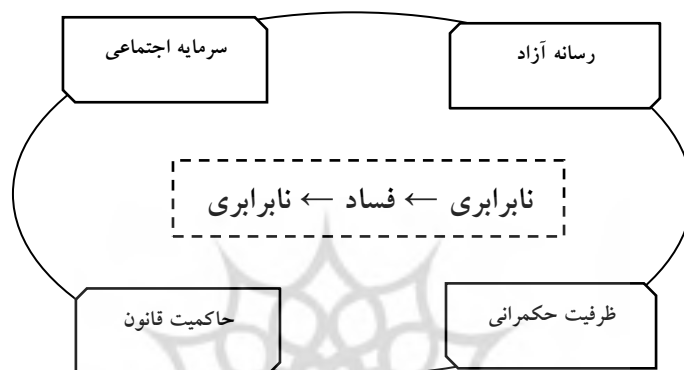 رسانه آزاد
سرمایه اجتماعی
نابرابری ← فساد ← نابرابری
ظرفیت حکمرانی
حاکمیت قانون